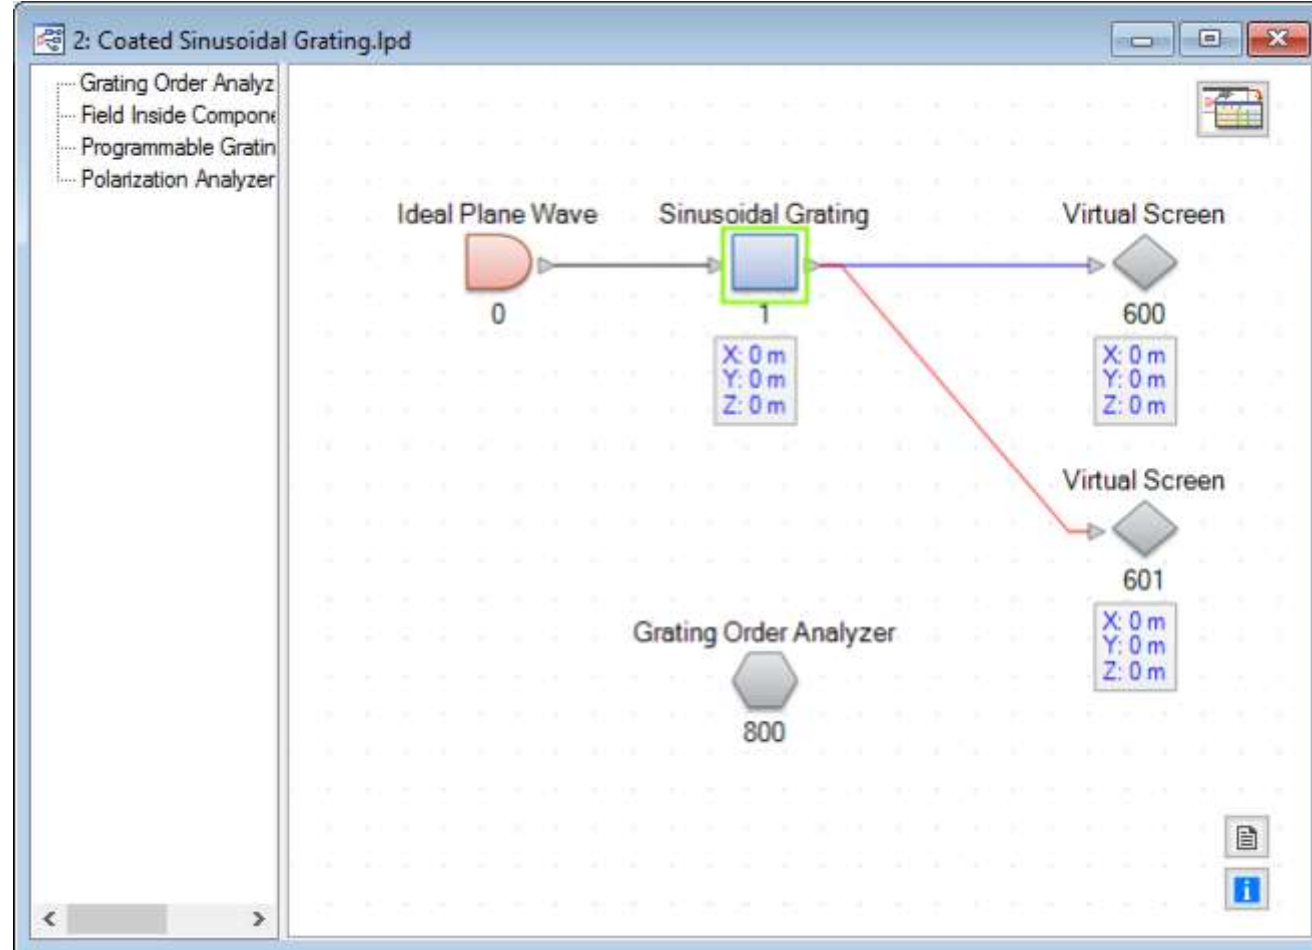 2: Coated Sinusoidal Grating.lpd
Grating Order Analyz
Field Inside Compone
Programmable Gratin
Polarization Analyzer
Ideal Plane Wave
0
Sinusoidal Grating
1
X: 0 m
Y: 0 m
Z: 0 m
Virtual Screen
600
X: 0 m
Y: 0 m
Z: 0 m
Virtual Screen
601
X: 0 m
Y: 0 m
Z: 0 m
Grating Order Analyzer
800